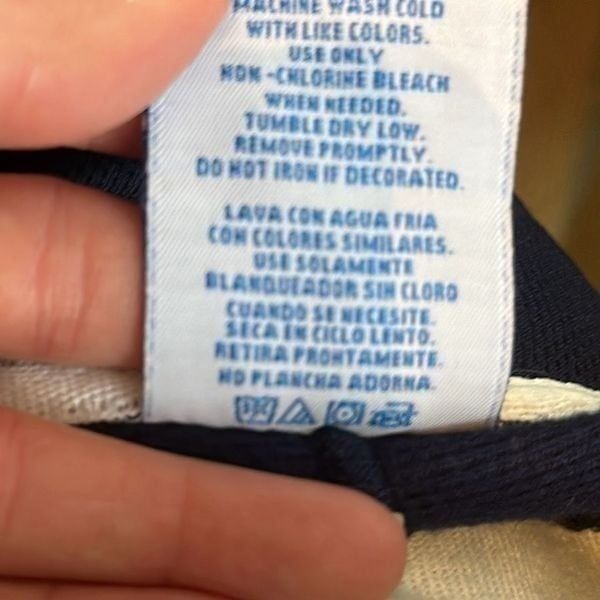 MACHINE WASH COLD
WITH LIKE COLORS.
USE ONLY
NON-CHLORINE BLEACH
WHEN NEEDED.
TUMBLE DRY LOW.
REMOVE PROMPTLY.
DO NOT IRON IF DECORATED.
LAVA CON AGUA FRIA
CON COLORES SIMILARES.
USE SOLAMENTE
BLANQUEADOR SIN CLORO
CUANDO SE NECESITE.
SECA EN CICLO LENTO.
RETIRA PRONTAMENTE.
NO PLANCHA ADORNA.